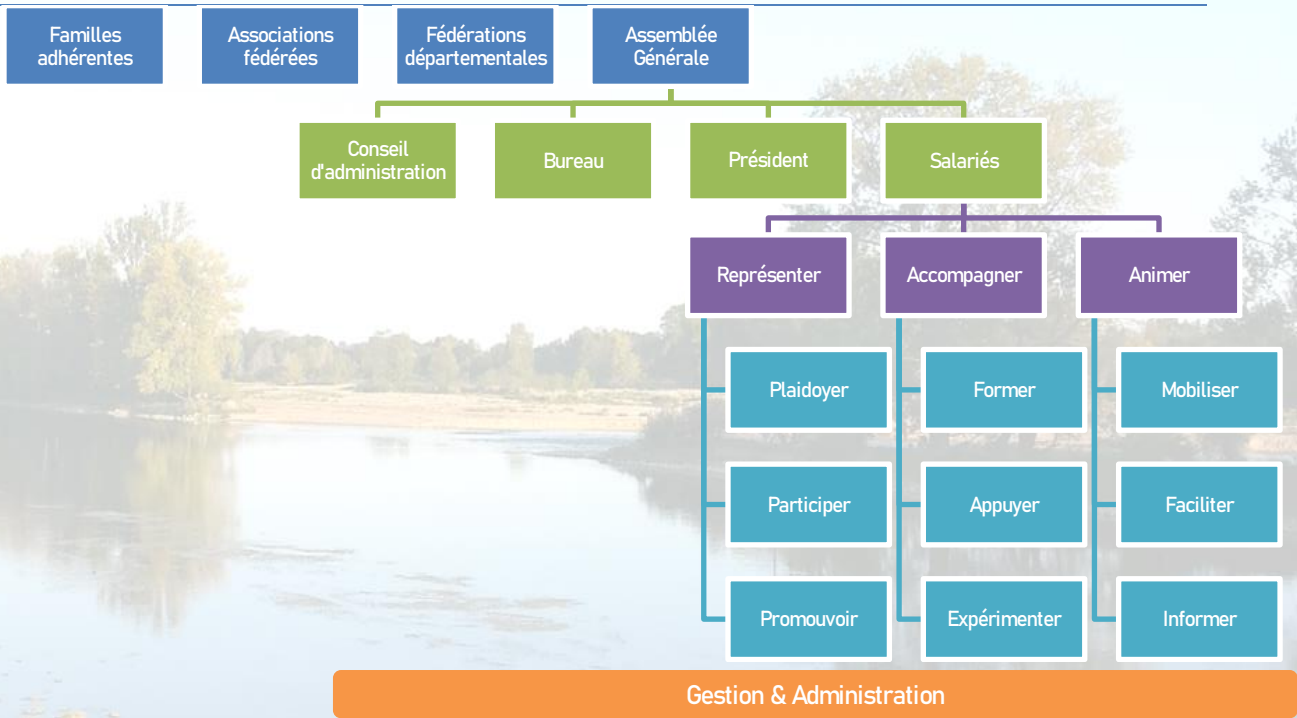 Familles
adhérentes
Associations
fédérées
Fédérations
départementales
Assemblée
Générale
Conseil
d'administration
Bureau
Président
Salariés
Représenter
Accompagner
Animer
Plaidoyer
Former
Mobiliser
Participer
Appuyer
Faciliter
Promouvoir
Expérimenter
Informer
Gestion & Administration